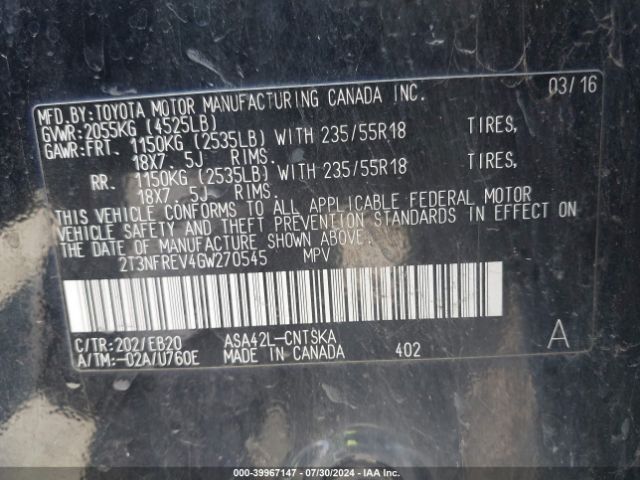 MFD.BY:TOYOTA MOTOR MANUFACTURING CANADA INC. 03/16
GVWR:2055KG (4525LB)
GAWR:FRT. 1150KG (2535LB) WITH 235/55R18 TIRES,
18X7.5J RIMS.
RR. 1150KG (2535LB) WITH 235/55R18 TIRES,
18X7.5J RIMS.
THIS VEHICLE CONFORMS TO ALL APPLICABLE FEDERAL MOTOR
VEHICLE SAFETY AND THEFT PREVENTION STANDARDS IN EFFECT ON
THE DATE OF MANUFACTURE SHOWN ABOVE.
2T3NFREV4GW270545 MPV
C/TR:202/EB20 ASA42L-CNTSKA A
A/TM:-02A/U760E MADE IN CANADA 402
000-39967147 - 07/30/2024 - IAA Inc.